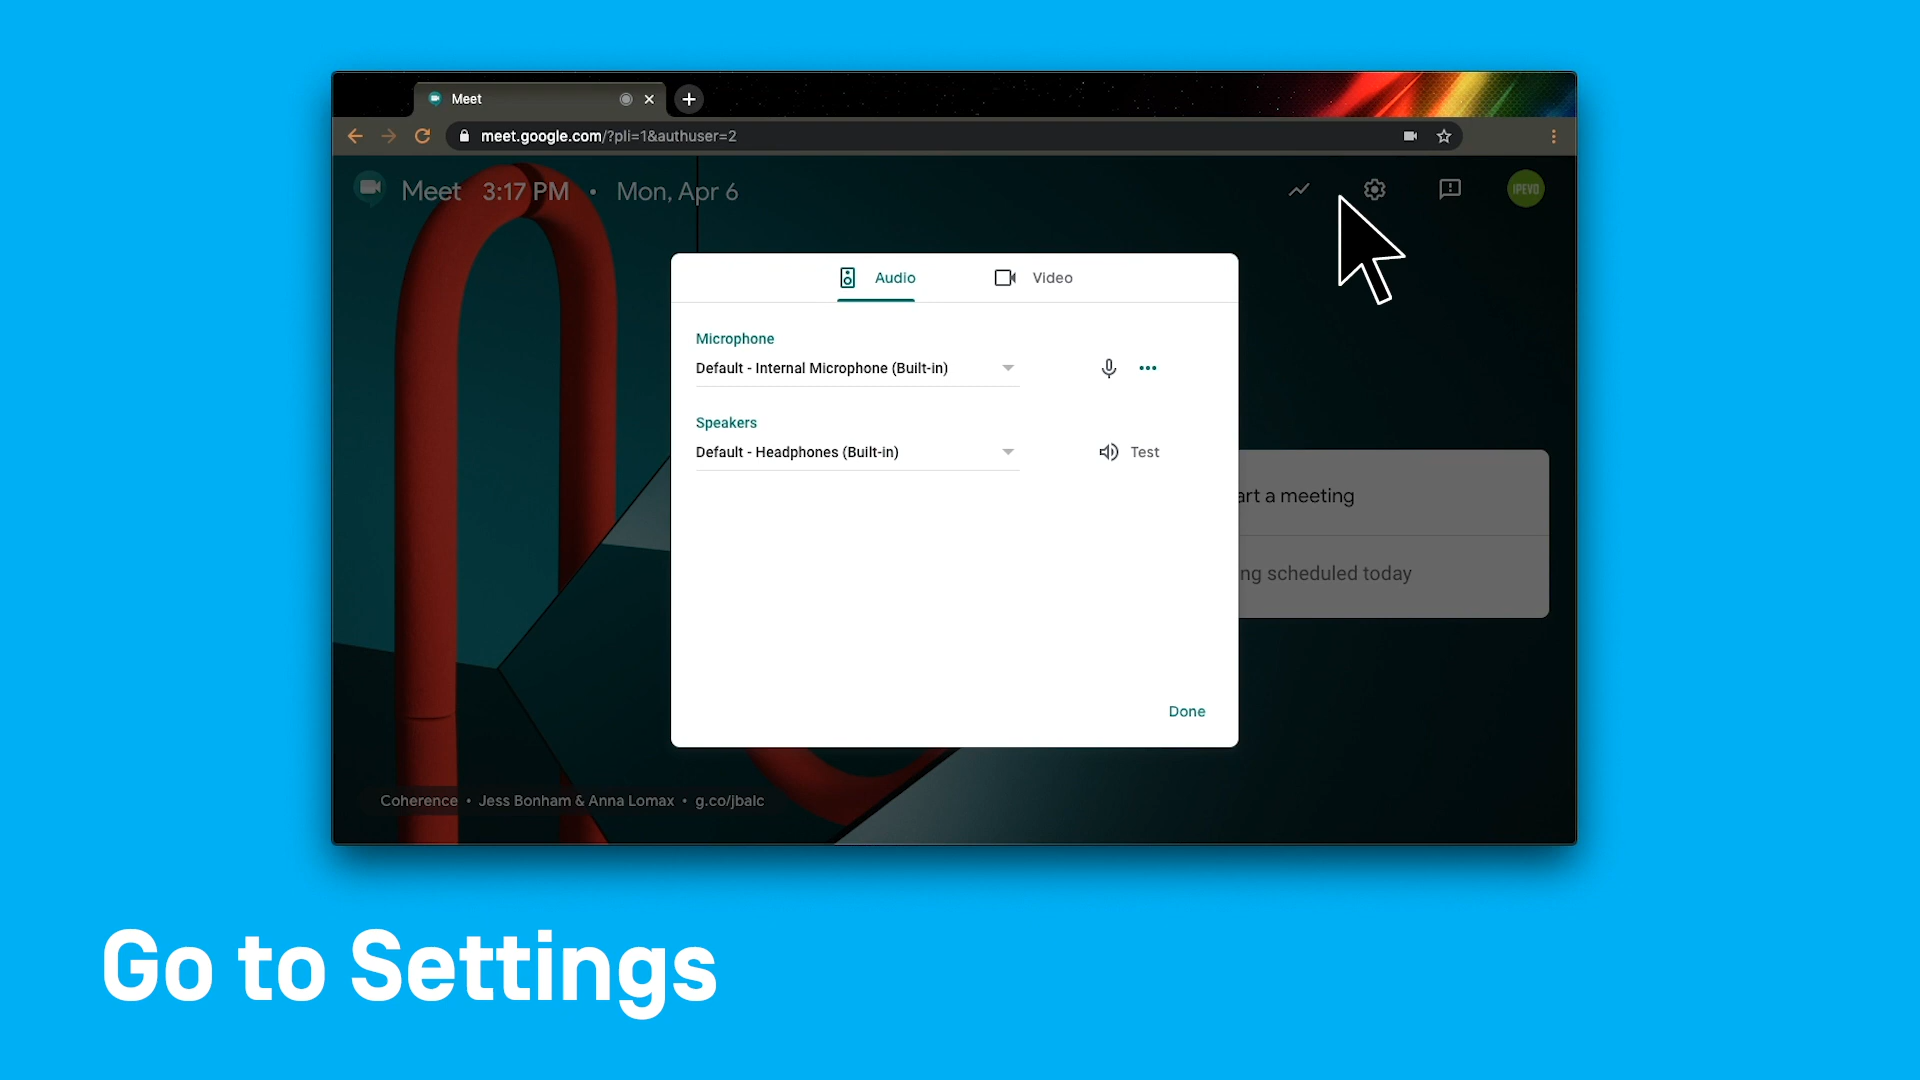 Meet
meet.google.com/?pli=1&authuser=2
Meet 3:17 PM • Mon, Apr 6
IPEVO
Audio
Video
Microphone
Default - Internal Microphone (Built-in)
Speakers
Default - Headphones (Built-in)
Test
art a meeting
ng scheduled today
Done
Coherence • Jess Bonham & Anna Lomax • g.co/jbalc
Go to Settings